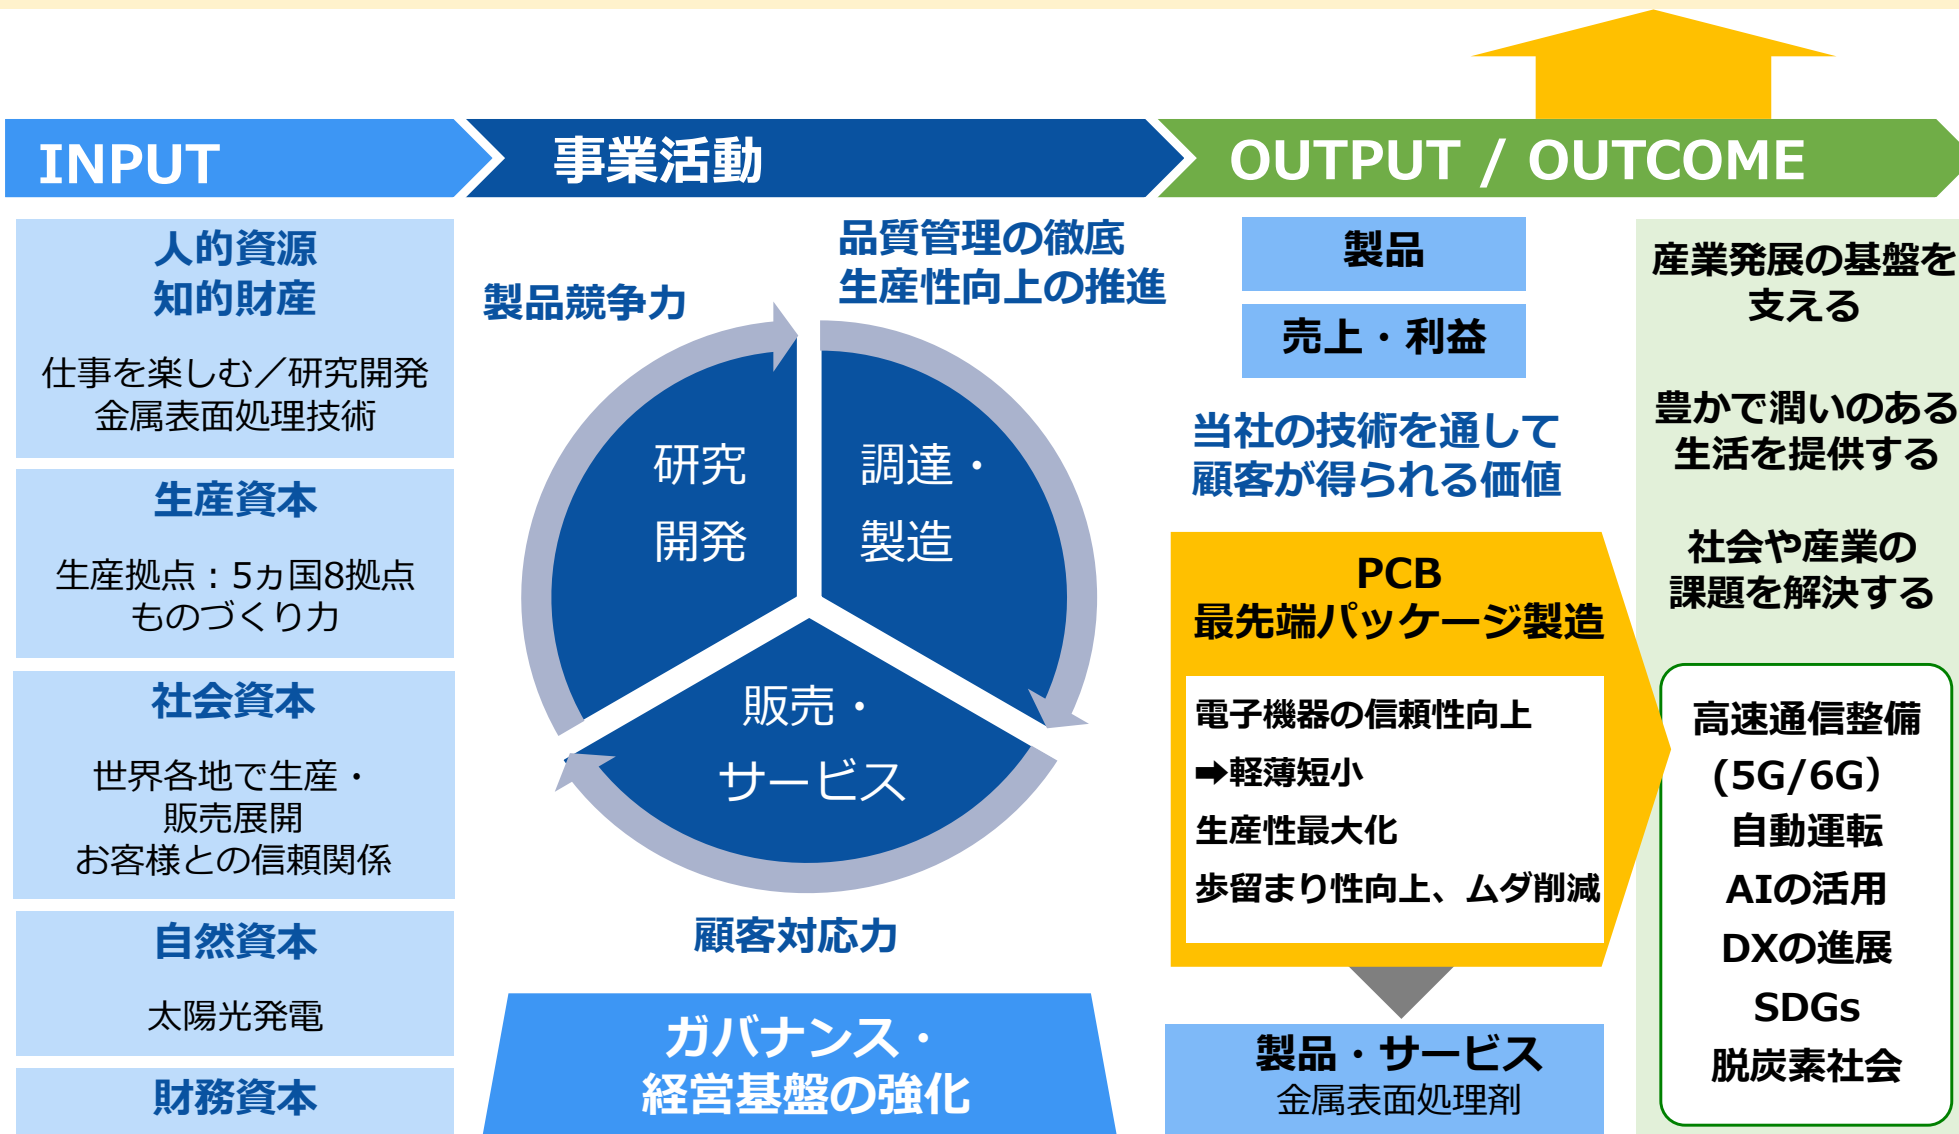 INPUT
事業活動
OUTPUT / OUTCOME
人的資源
知的財産
仕事を楽しむ／研究開発
金属表面処理技術
生産資本
生産拠点：5ヵ国8拠点
ものづくり力
社会資本
世界各地で生産・
販売展開
お客様との信頼関係
自然資本
太陽光発電
財務資本
製品競争力
品質管理の徹底
生産性向上の推進
研究
開発
調達・
製造
販売・
サービス
顧客対応力
ガバナンス・
経営基盤の強化
製品
売上・利益
当社の技術を通して
顧客が得られる価値
PCB
最先端パッケージ製造
電子機器の信頼性向上
➡軽薄短小
生産性最大化
歩留まり性向上、ムダ削減
製品・サービス
金属表面処理剤
産業発展の基盤を
支える
豊かで潤いのある
生活を提供する
社会や産業の
課題を解決する
高速通信整備
(5G/6G）
自動運転
AIの活用
DXの進展
SDGs
脱炭素社会